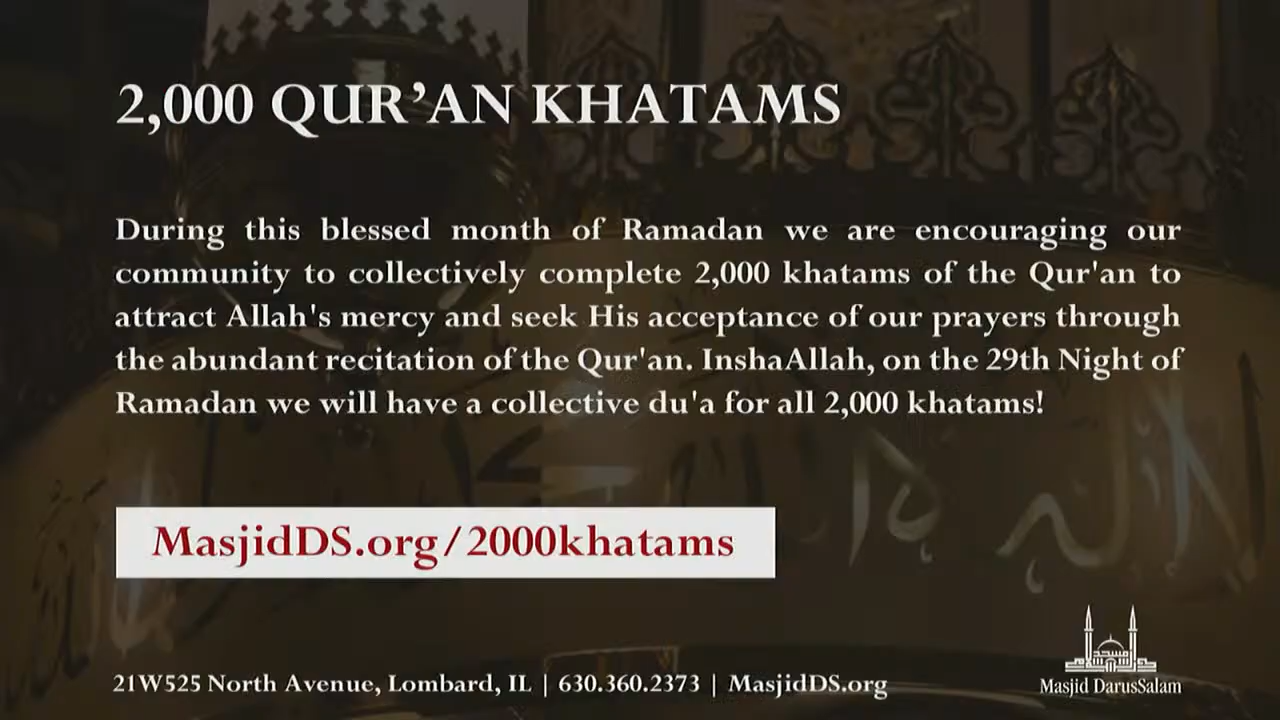 2,000 QUR’AN KHATAMS
During this blessed month of Ramadan we are encouraging our
community to collectively complete 2,000 khatams of the Qur'an to
attract Allah's mercy and seek His acceptance of our prayers through
the abundant recitation of the Qur'an. InshaAllah, on the 29th Night of
Ramadan we will have a collective du'a for all 2,000 khatams!
MasjidDS.org/2000khatams
21W525 North Avenue, Lombard, IL | 630.360.2373 | MasjidDS.org
Masjid DarusSalam